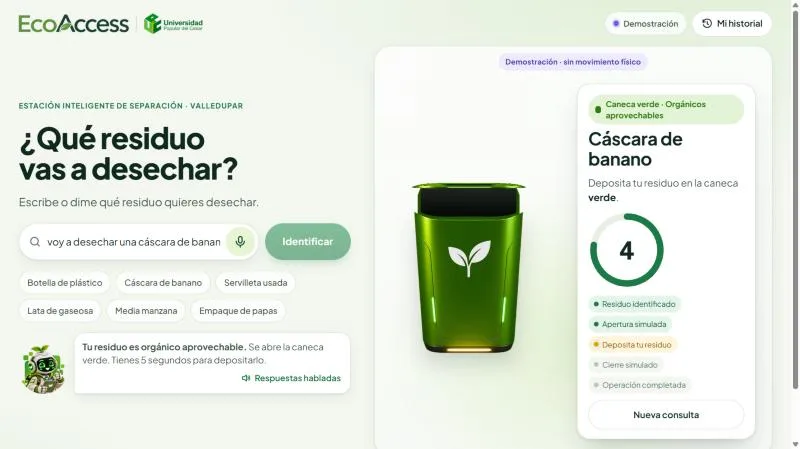 EcoAccess
Universidad
Popular del Cesar
Demostración
Mi historial
ESTACIÓN INTELIGENTE DE SEPARACIÓN · VALLEDUPAR
¿Qué residuo
vas a desechar?
Escribe o dime qué residuo quieres desechar.
voy a desechar una cáscara de banan
Identificar
Botella de plástico
Cáscara de banano
Servilleta usada
Lata de gaseosa
Media manzana
Empaque de papas
Tu residuo es orgánico aprovechable. Se abre la caneca
verde. Tienes 5 segundos para depositarlo.
Respuestas habladas
Demostración · sin movimiento físico
Caneca verde · Orgánicos
aprovechables
Cáscara de
banano
Deposita tu residuo en la caneca
verde.
4
Residuo identificado
Apertura simulada
Deposita tu residuo
Cierre simulado
Operación completada
Nueva consulta